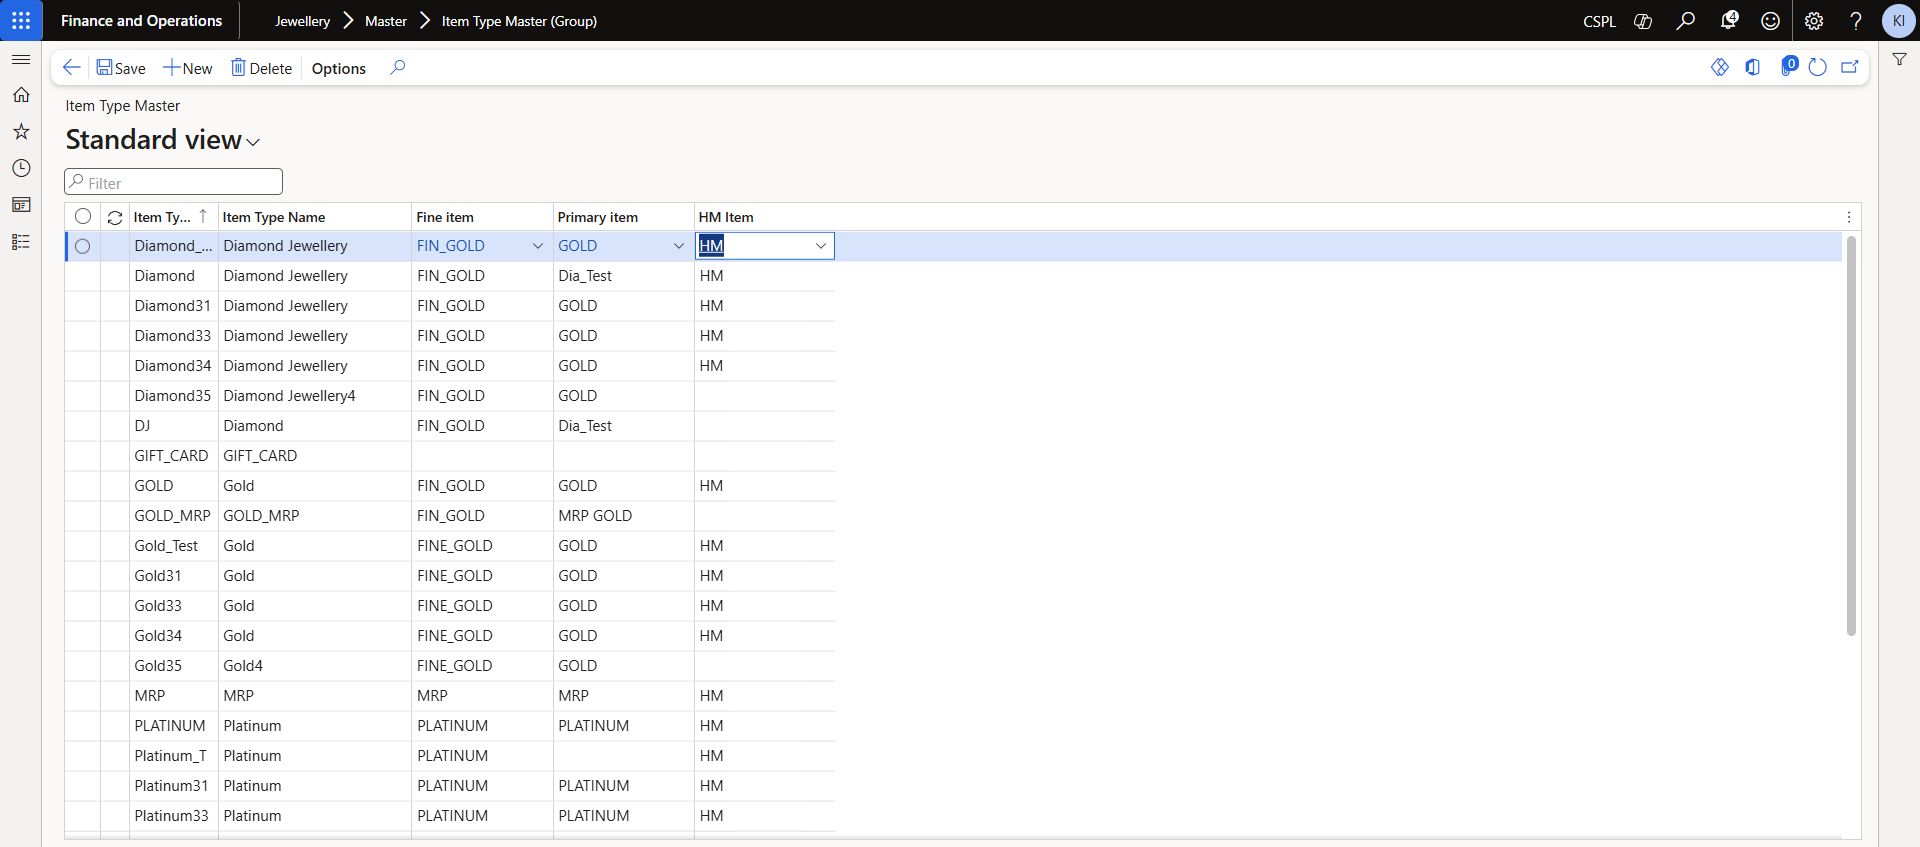 Finance and Operations Jewellery Master Item Type Master (Group) CSPL 4 KI
Save New Delete Options 0
Item Type Master
Standard view
Filter
Item Ty... Item Type Name Fine item Primary item HM Item
Diamond_... Diamond Jewellery FIN_GOLD GOLD HM
Diamond Diamond Jewellery FIN_GOLD Dia_Test HM
Diamond31 Diamond Jewellery FIN_GOLD GOLD HM
Diamond33 Diamond Jewellery FIN_GOLD GOLD HM
Diamond34 Diamond Jewellery FIN_GOLD GOLD HM
Diamond35 Diamond Jewellery4 FIN_GOLD GOLD
DJ Diamond FIN_GOLD Dia_Test
GIFT_CARD GIFT_CARD
GOLD Gold FIN_GOLD GOLD HM
GOLD_MRP GOLD_MRP FIN_GOLD MRP GOLD
Gold_Test Gold FINE_GOLD GOLD HM
Gold31 Gold FINE_GOLD GOLD HM
Gold33 Gold FINE_GOLD GOLD HM
Gold34 Gold FINE_GOLD GOLD HM
Gold35 Gold4 FINE_GOLD GOLD
MRP MRP MRP MRP HM
PLATINUM Platinum PLATINUM PLATINUM HM
Platinum_T Platinum PLATINUM HM
Platinum31 Platinum PLATINUM PLATINUM HM
Platinum33 Platinum PLATINUM PLATINUM HM